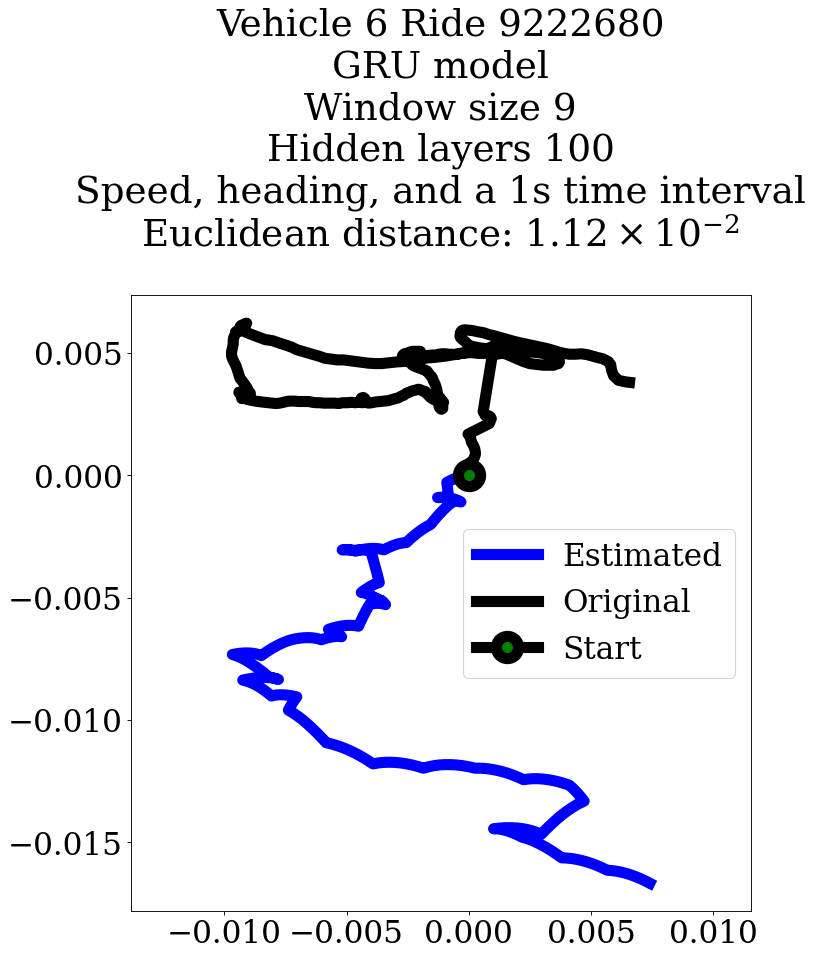 Vehicle 6 Ride 9222680
GRU model
Window size 9
Hidden layers 100
Speed, heading, and a 1s time interval
Euclidean distance: 1.12 × 10⁻²
0.005
0.000
−0.005
−0.010
−0.015
Estimated
Original
Start
−0.010 −0.005 0.000 0.005 0.010